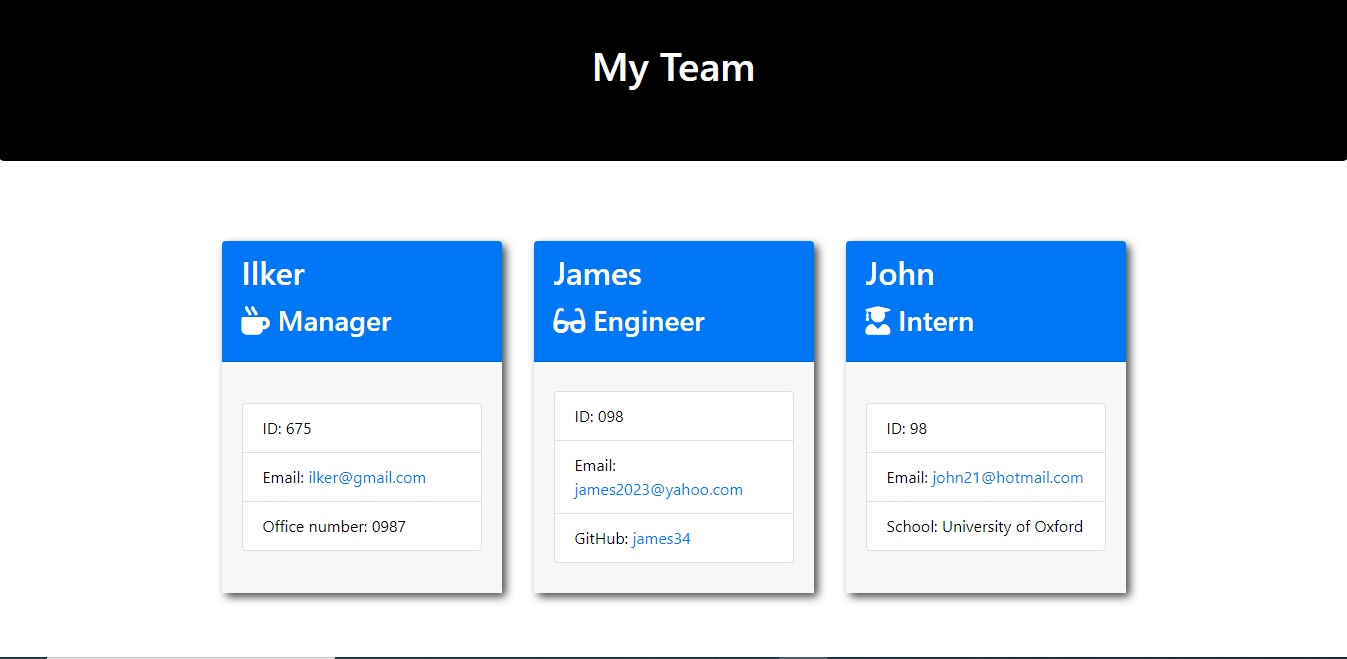 My Team
Ilker
Manager
ID: 675
Email: ilker@gmail.com
Office number: 0987
James
Engineer
ID: 098
Email:
james2023@yahoo.com
GitHub: james34
John
Intern
ID: 98
Email: john21@hotmail.com
School: University of Oxford